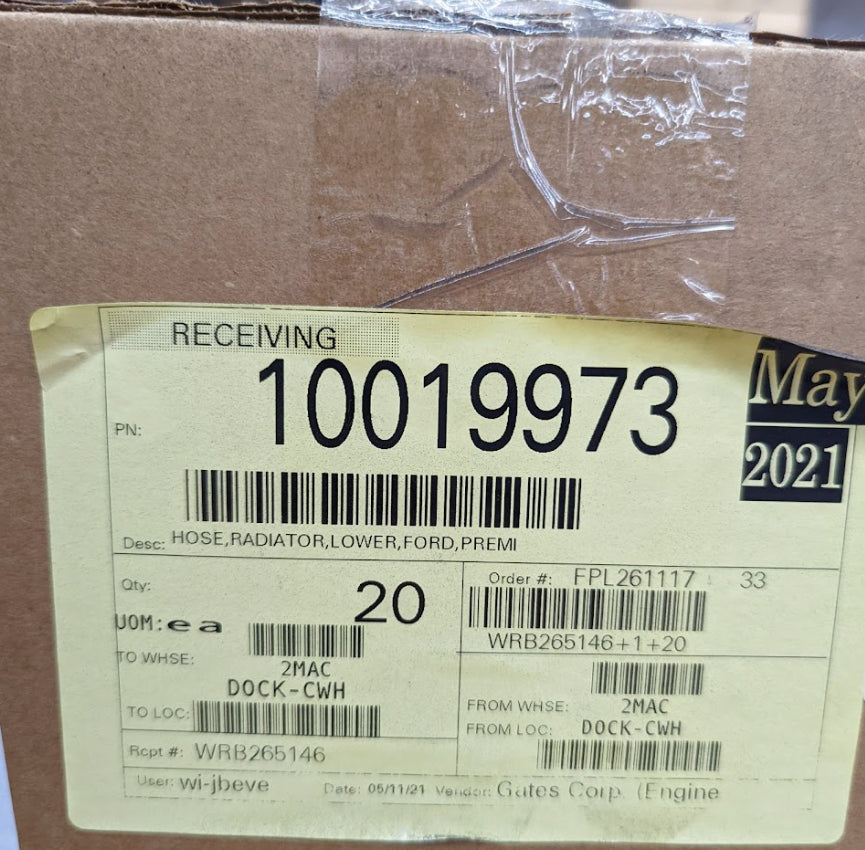 RECEIVING
PN: 10019973
May
2021
Desc: HOSE,RADIATOR,LOWER,FORD,PREMI
Qty: 20
UOM: ea
Order #: FPL261117 33
WRB265146+1+20
TO WHSE:
2MAC
DOCK-CWH
TO LOC:
FROM WHSE: 2MAC
FROM LOC: DOCK-CWH
Rcpt #: WRB265146
User: wi-jbeve Date: 05/11/21 Vendor: Gates Corp. (Engine